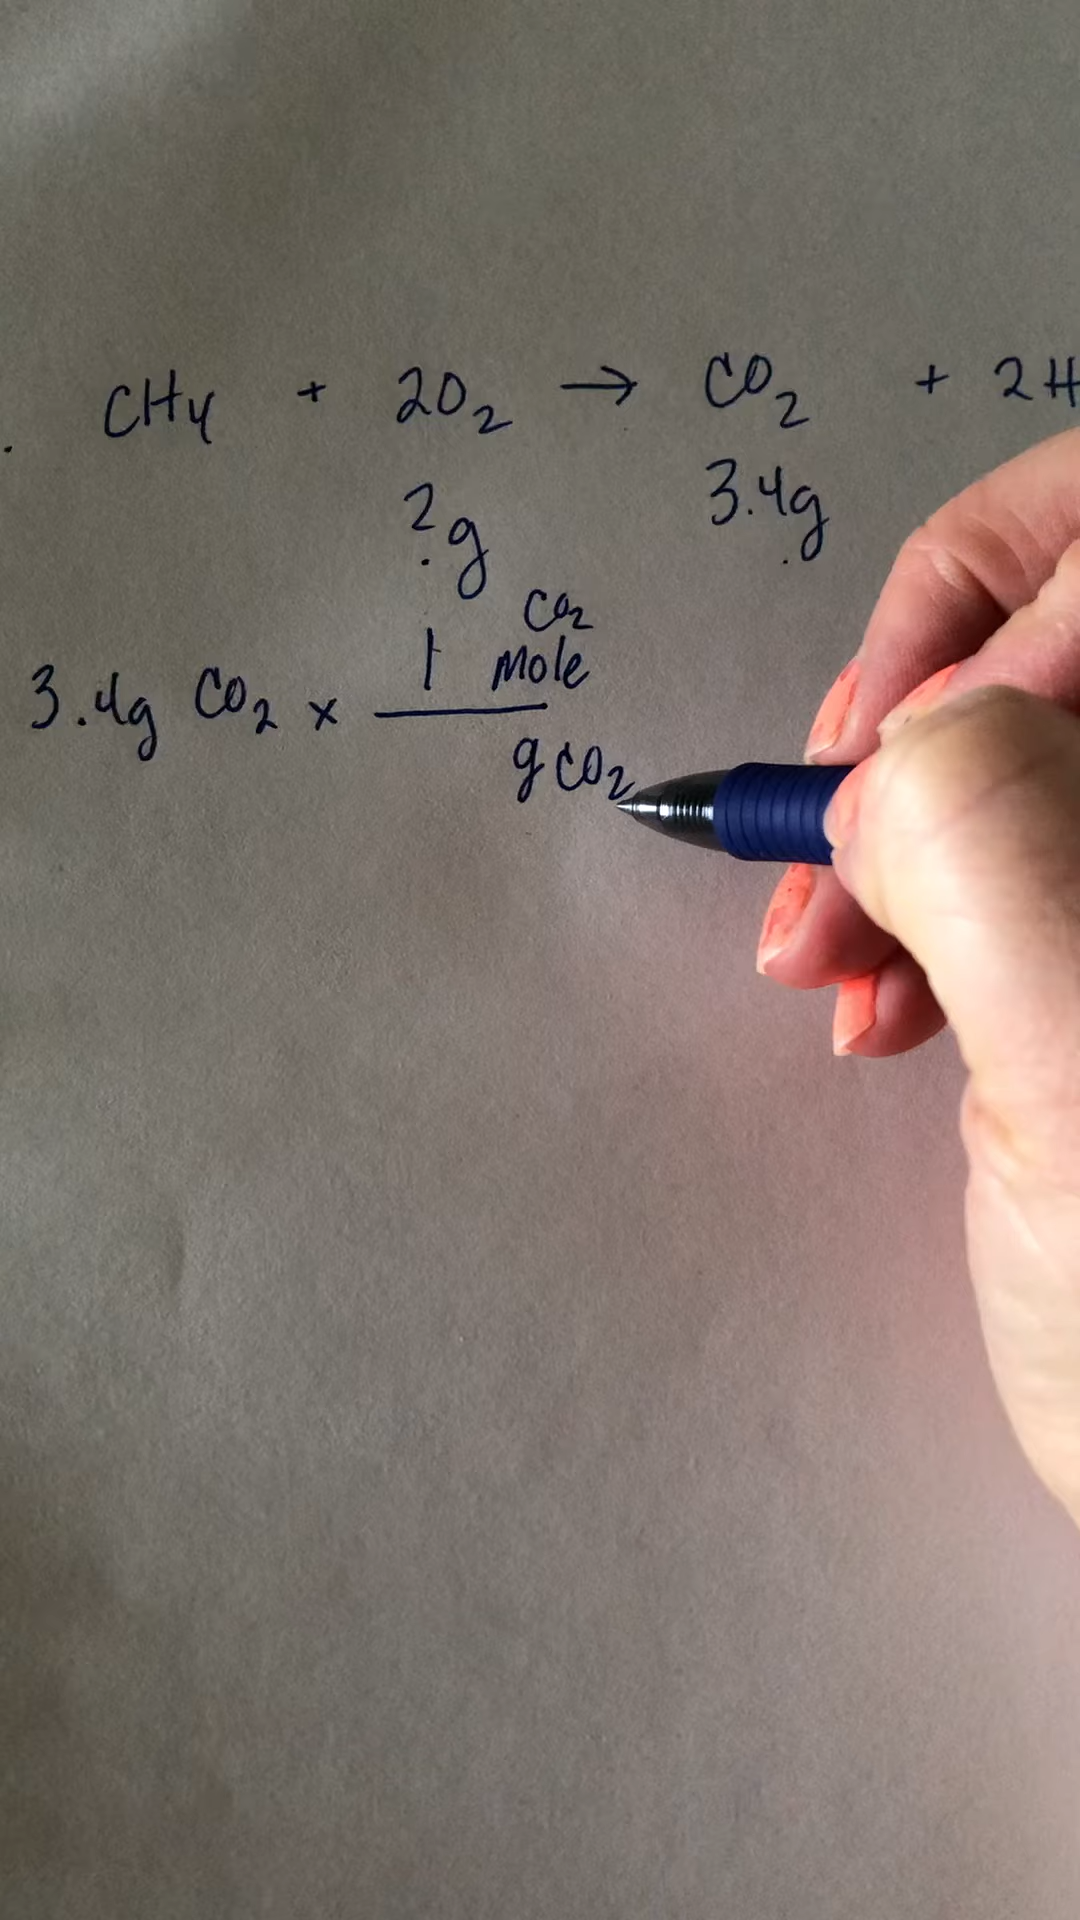 CH4 + 2O2 → CO2 + 2H
?g 3.4g
3.4g CO2 x 1 mole CO2
g CO2